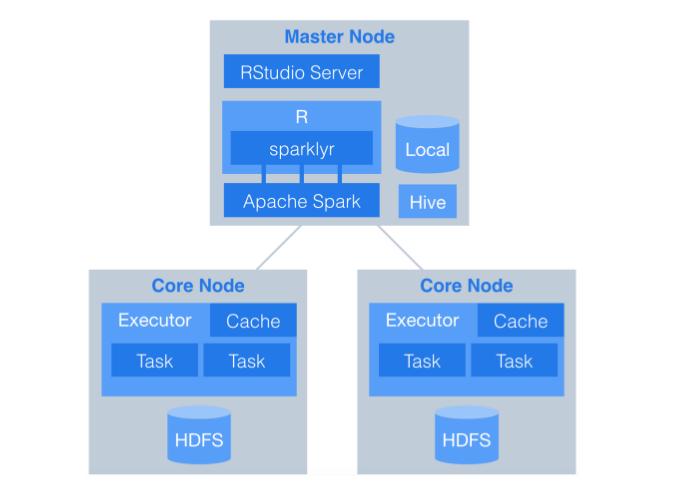 Master Node
RStudio Server
R
sparklyr
Local
Apache Spark
Hive
Core Node
Executor
Cache
Task
Task
HDFS
Core Node
Executor
Cache
Task
Task
HDFS